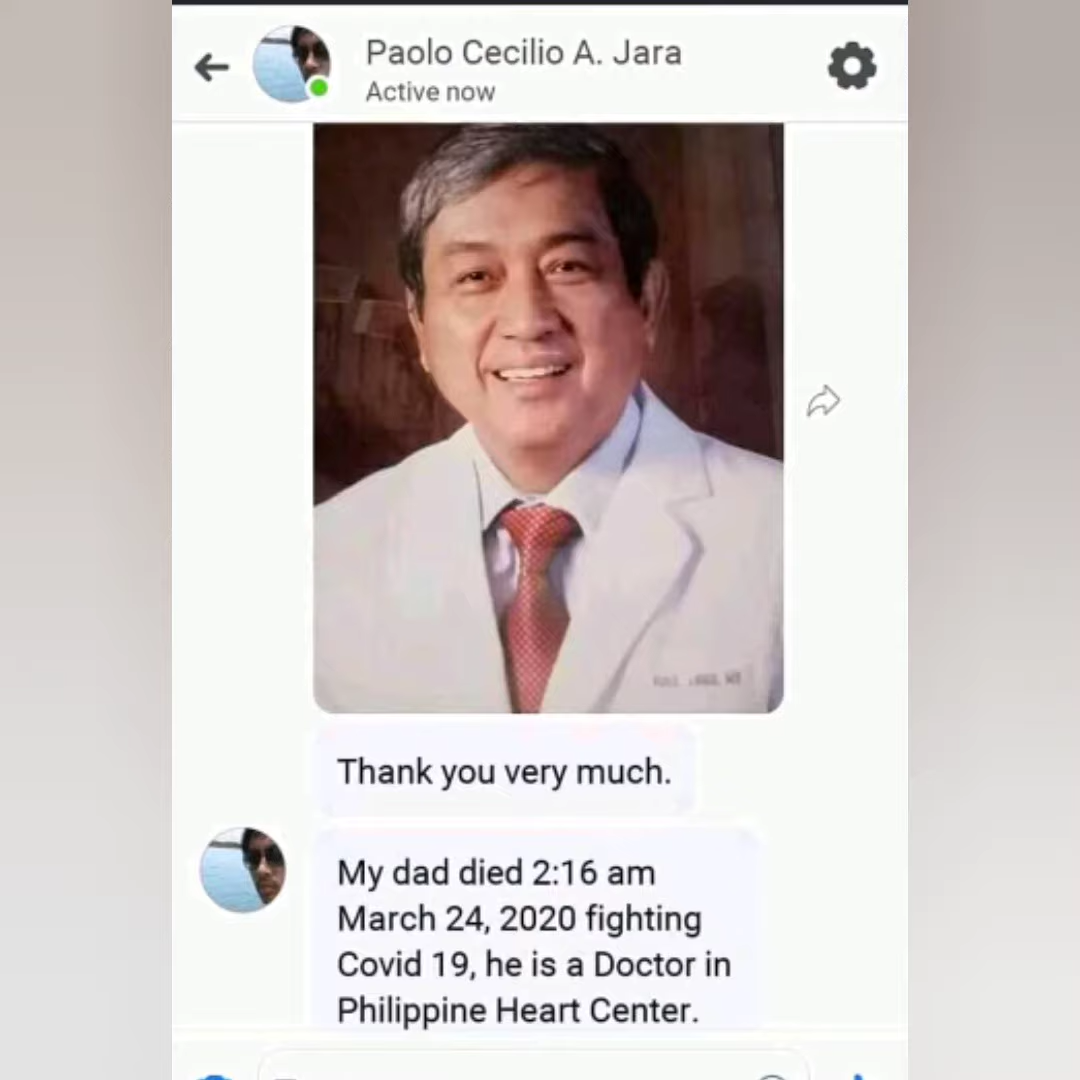 Paolo Cecilio A. Jara
Active now
Thank you very much.
My dad died 2:16 am
March 24, 2020 fighting
Covid 19, he is a Doctor in
Philippine Heart Center.